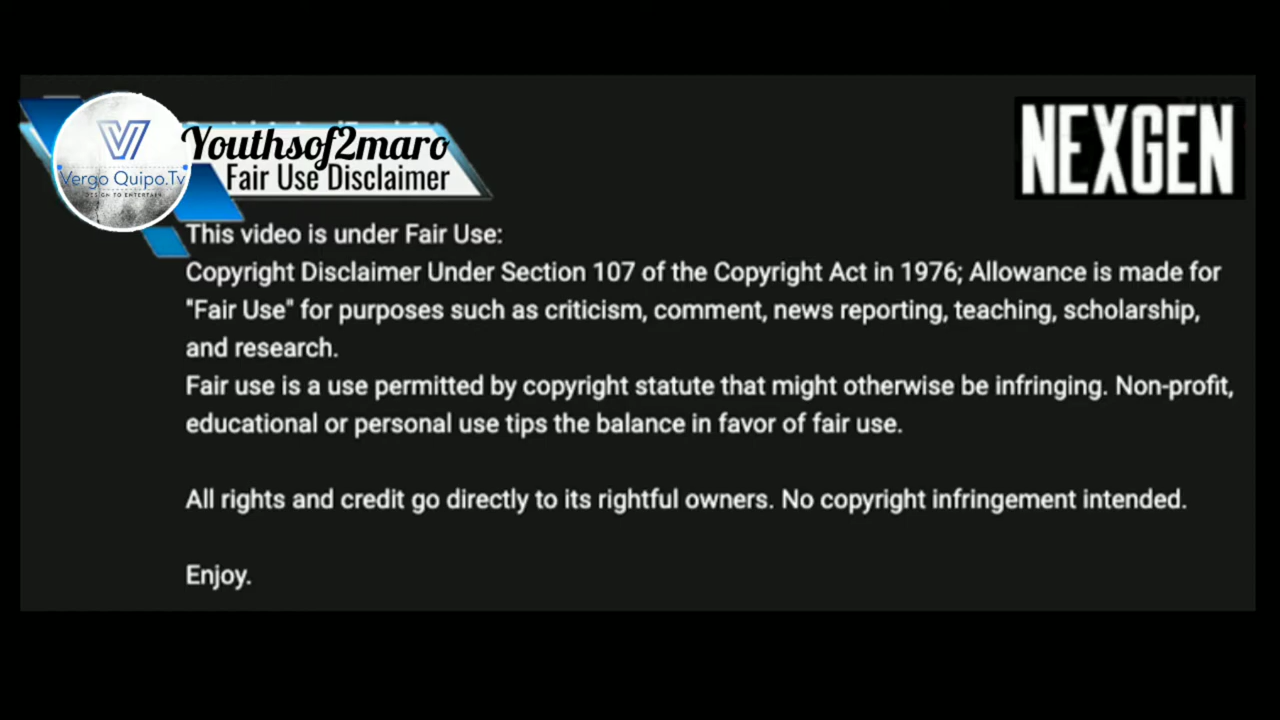 Youthsof2maro
Fair Use Disclaimer
NEXGEN
Vergo Quipo.Tv
DESIGN TO ENTERTAIN
This video is under Fair Use:
Copyright Disclaimer Under Section 107 of the Copyright Act in 1976; Allowance is made for
"Fair Use" for purposes such as criticism, comment, news reporting, teaching, scholarship,
and research.
Fair use is a use permitted by copyright statute that might otherwise be infringing. Non-profit,
educational or personal use tips the balance in favor of fair use.
All rights and credit go directly to its rightful owners. No copyright infringement intended.
Enjoy.